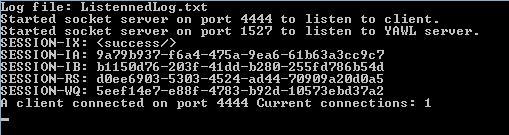 Log file: ListennedLog.txt
Started socket server on port 4444 to listen to client.
Started socket server on port 1527 to listen to YAWL server.
SESSION-IX: <success/>
SESSION-IA: 9a79b937-f6a4-475a-9ea6-61b63a3cc9c7
SESSION-IB: b1150d76-203f-41dd-b280-255fd786b54d
SESSION-RS: d0ee6903-5303-4524-ad44-70909a20d0a5
SESSION-WQ: 5eef14e7-e88f-4783-b92d-10573ebd37a2
A client connected on port 4444 Current connections: 1